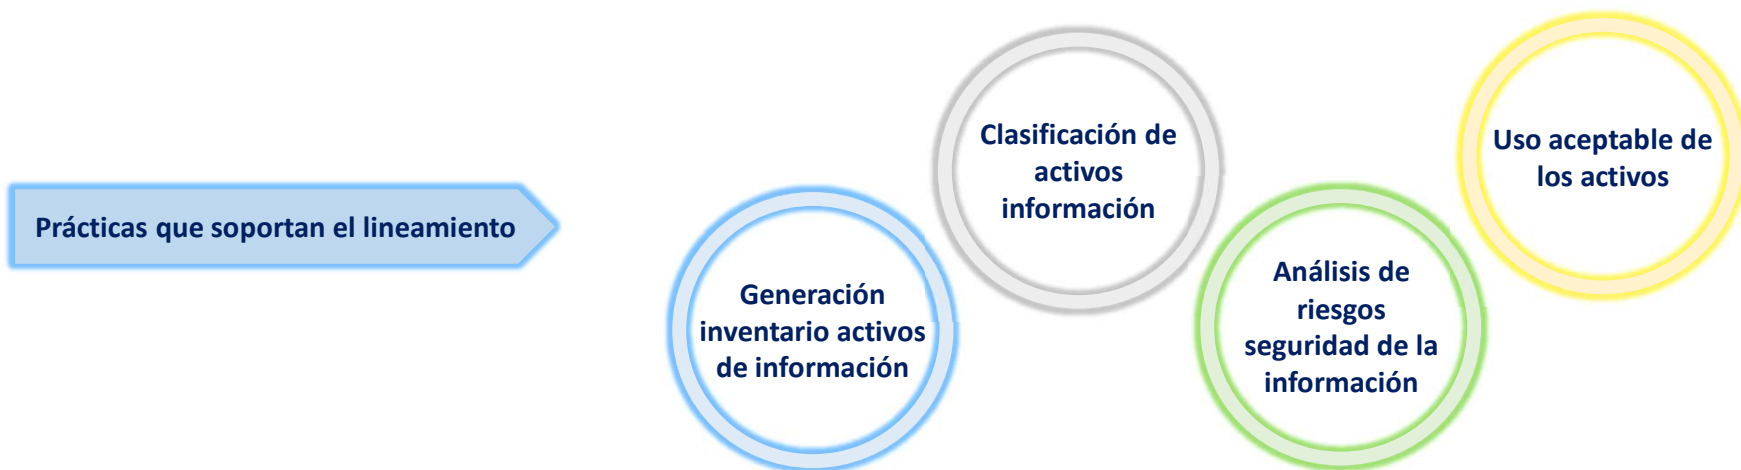 Prácticas que soportan el lineamiento
Generación
inventario activos
de información
Clasificación de
activos
información
Análisis de
riesgos
seguridad de la
información
Uso aceptable de
los activos